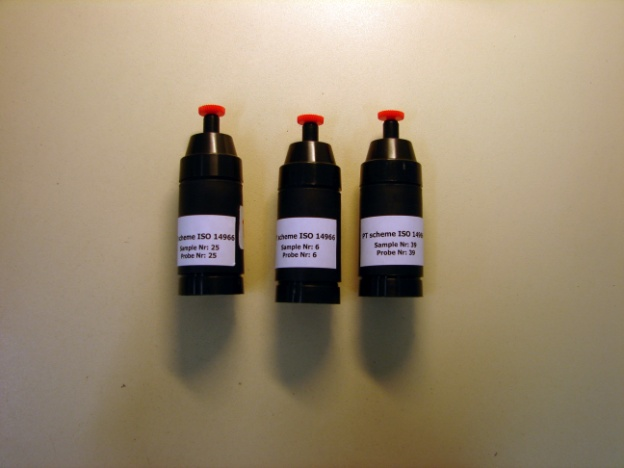 scheme ISO 14966
Sample Nr: 25
Probe Nr: 25
scheme ISO 14966
Sample Nr: 6
Probe Nr: 6
PT scheme ISO 1496
Sample Nr: 39
Probe Nr: 39